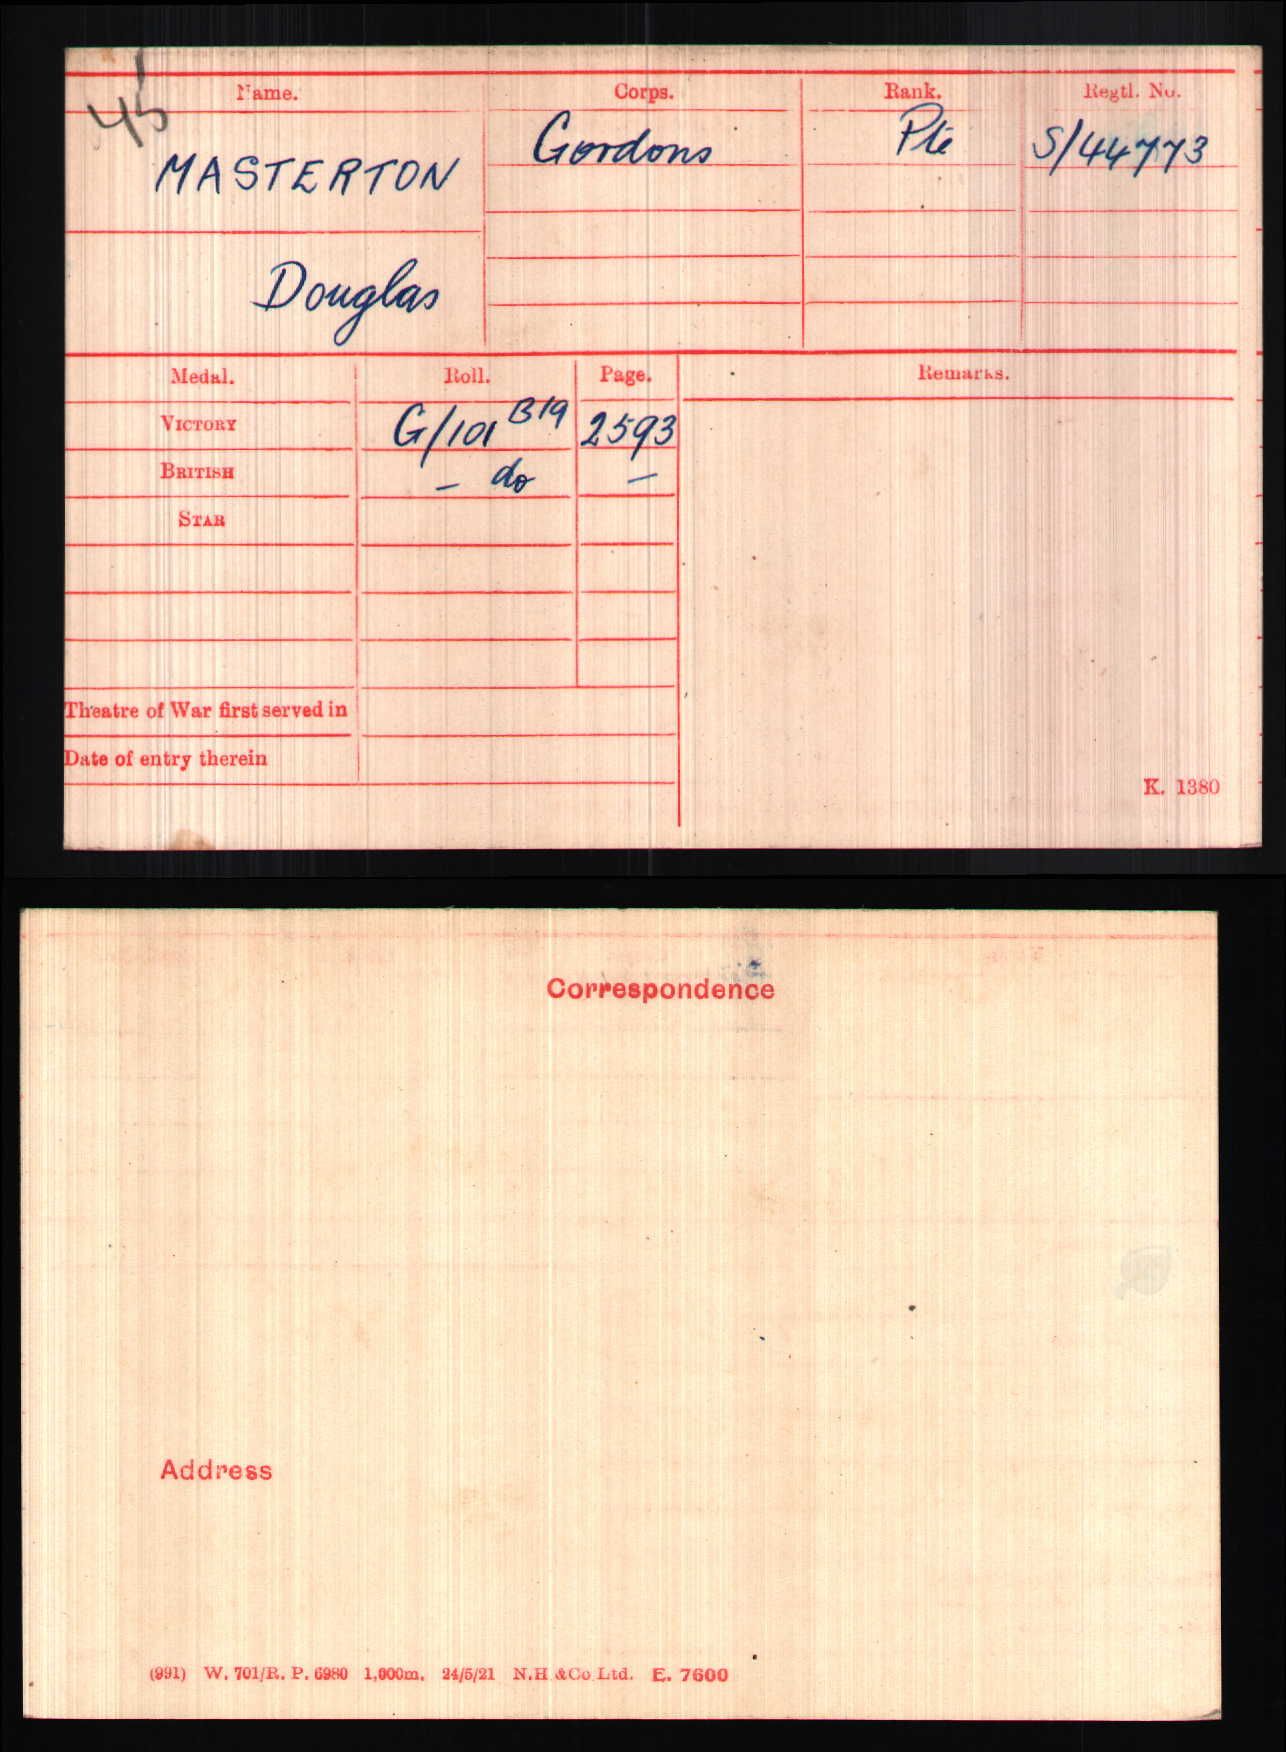 45
Name. Corps. Rank. Regtl. No.
MASTERTON Gordons Pte S/44773
Douglas
Medal. Roll. Page. Remarks.
VICTORY G/101 B19 2593
BRITISH – do –
STAR
Theatre of War first served in
Date of entry therein
K. 1380
Correspondence
Address
(991) W. 701/R. P. 6980 1,000m. 24/5/21 N.H.&Co.Ltd. E. 7600